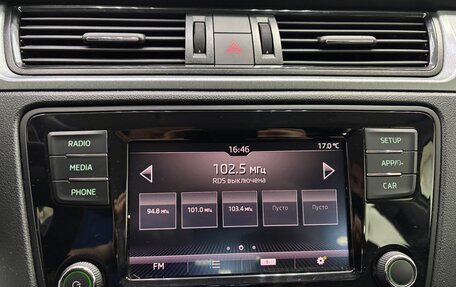 RADIO
MEDIA
PHONE
16:46
17.0 °C
102.5 МГц
RDS выключена
94.8 МГц
101.0 МГц
103.4 МГц
Пусто
Пусто
FM
SETUP
APP/
CAR